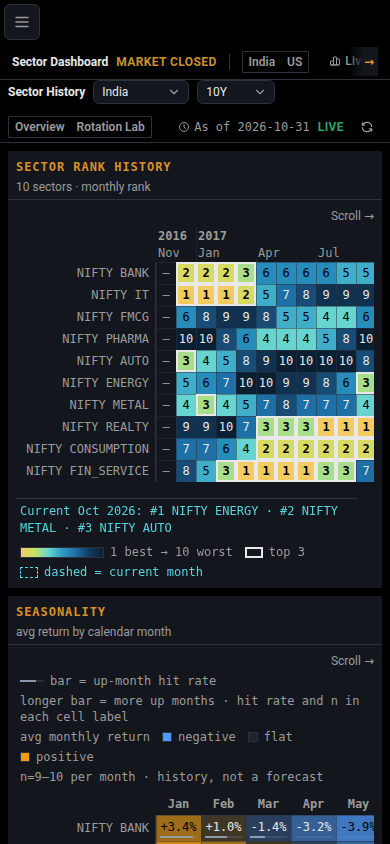 Sector Dashboard MARKET CLOSED India US Liv →
Sector History India 10Y
Overview Rotation Lab As of 2026-10-31 LIVE
SECTOR RANK HISTORY
10 sectors · monthly rank
Scroll →
2016 2017
Nov Jan Apr Jul
NIFTY BANK — 2 2 2 3 6 6 6 6 5 5
NIFTY IT — 1 1 1 2 5 7 8 9 9 9
NIFTY FMCG — 6 8 9 9 8 5 5 4 4 6
NIFTY PHARMA — 10 10 8 6 4 4 4 5 8 10
NIFTY AUTO — 3 4 5 8 9 10 10 10 10 8
NIFTY ENERGY — 5 6 7 10 10 9 9 8 6 3
NIFTY METAL — 4 3 4 5 7 8 7 7 7 4
NIFTY REALTY — 9 9 10 7 3 3 3 1 1 1
NIFTY CONSUMPTION — 7 7 6 4 2 2 2 2 2 2
NIFTY FIN_SERVICE — 8 5 3 1 1 1 1 3 3 7
Current Oct 2026: #1 NIFTY ENERGY · #2 NIFTY
METAL · #3 NIFTY AUTO
1 best → 10 worst top 3
dashed = current month
SEASONALITY
avg return by calendar month
Scroll →
bar = up-month hit rate
longer bar = more up months · hit rate and n in
each cell label
avg monthly return negative flat
positive
n=9–10 per month · history, not a forecast
Jan Feb Mar Apr May
NIFTY BANK +3.4% +1.0% -1.4% -3.2% -3.9%